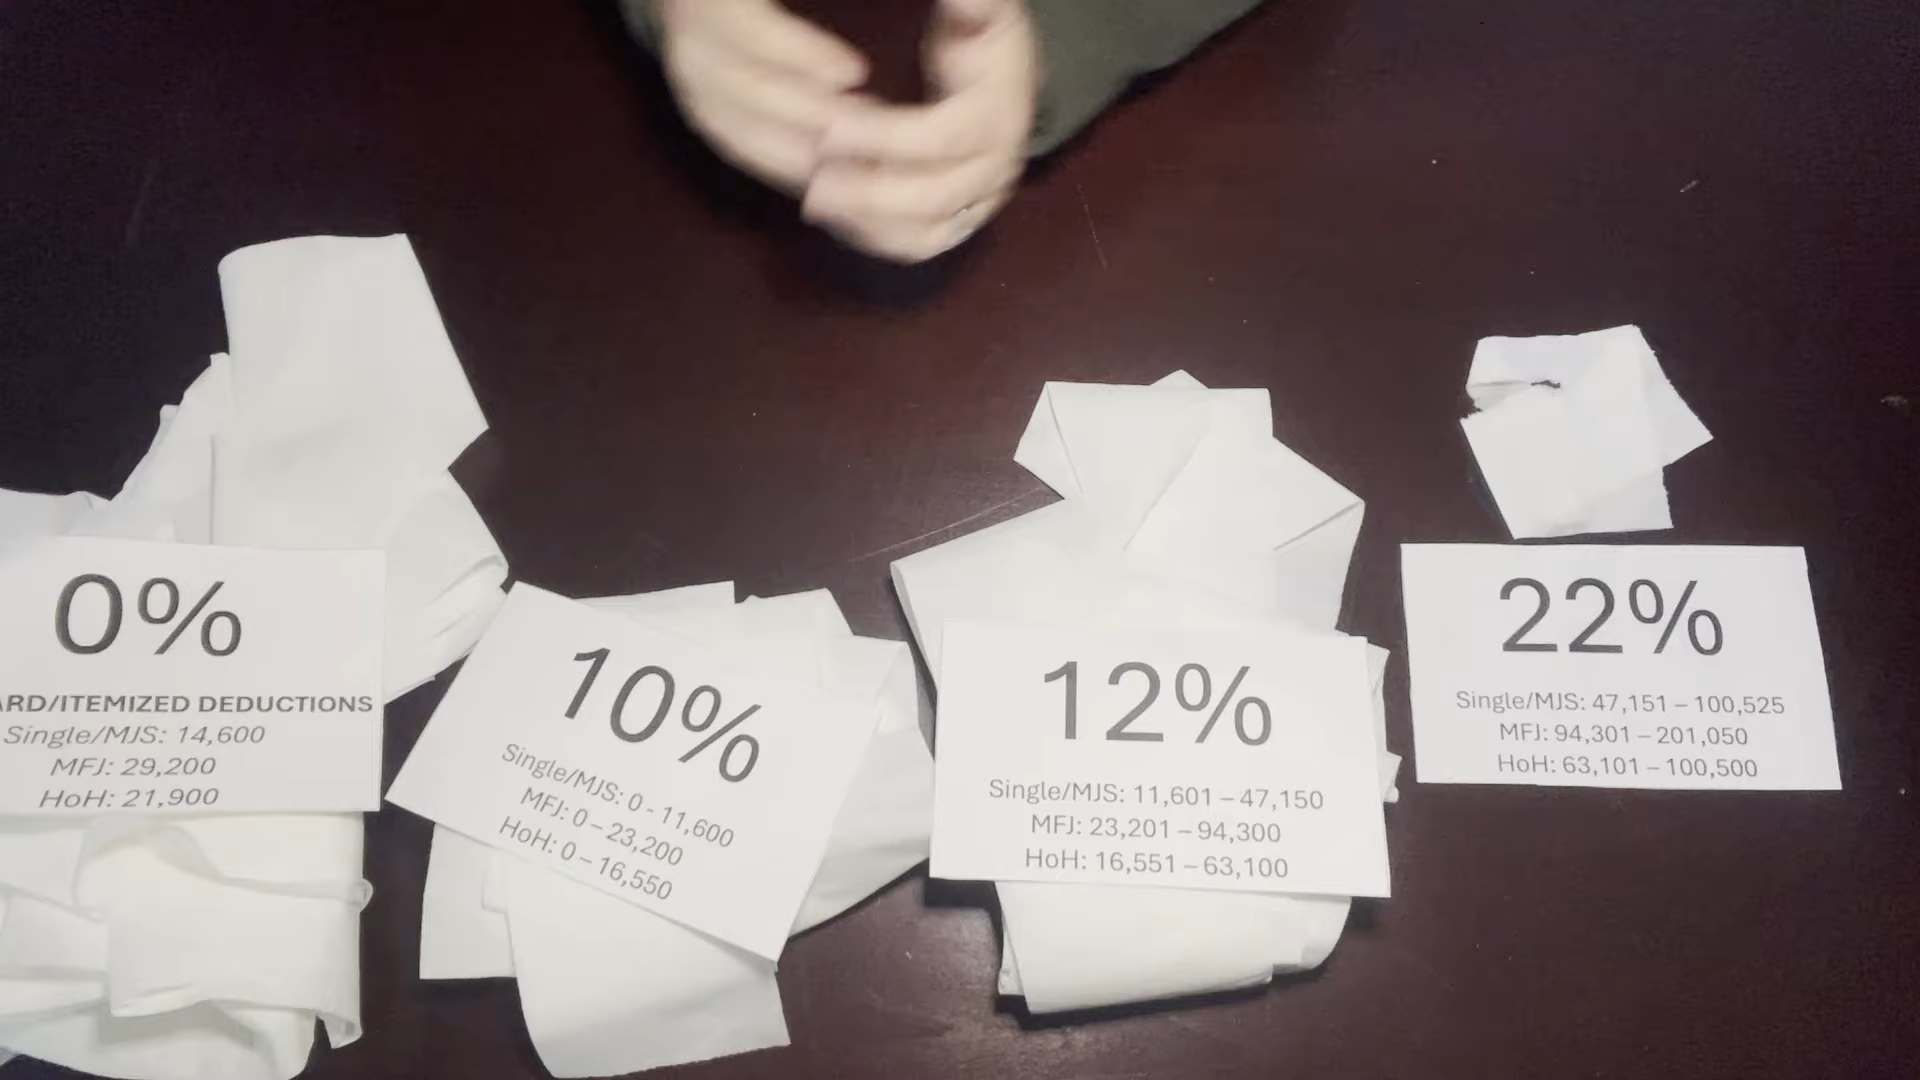 0%
ARD/ITEMIZED DEDUCTIONS
Single/MJS: 14,600
MFJ: 29,200
HoH: 21,900
10%
Single/MJS: 0 - 11,600
MFJ: 0 – 23,200
HoH: 0 – 16,550
12%
Single/MJS: 11,601 – 47,150
MFJ: 23,201 – 94,300
HoH: 16,551 – 63,100
22%
Single/MJS: 47,151 – 100,525
MFJ: 94,301 – 201,050
HoH: 63,101 – 100,500